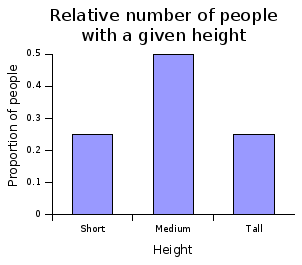 Relative number of people
with a given height
Proportion of people
0.5
0.4
0.3
0.2
0.1
0
Short
Medium
Tall
Height